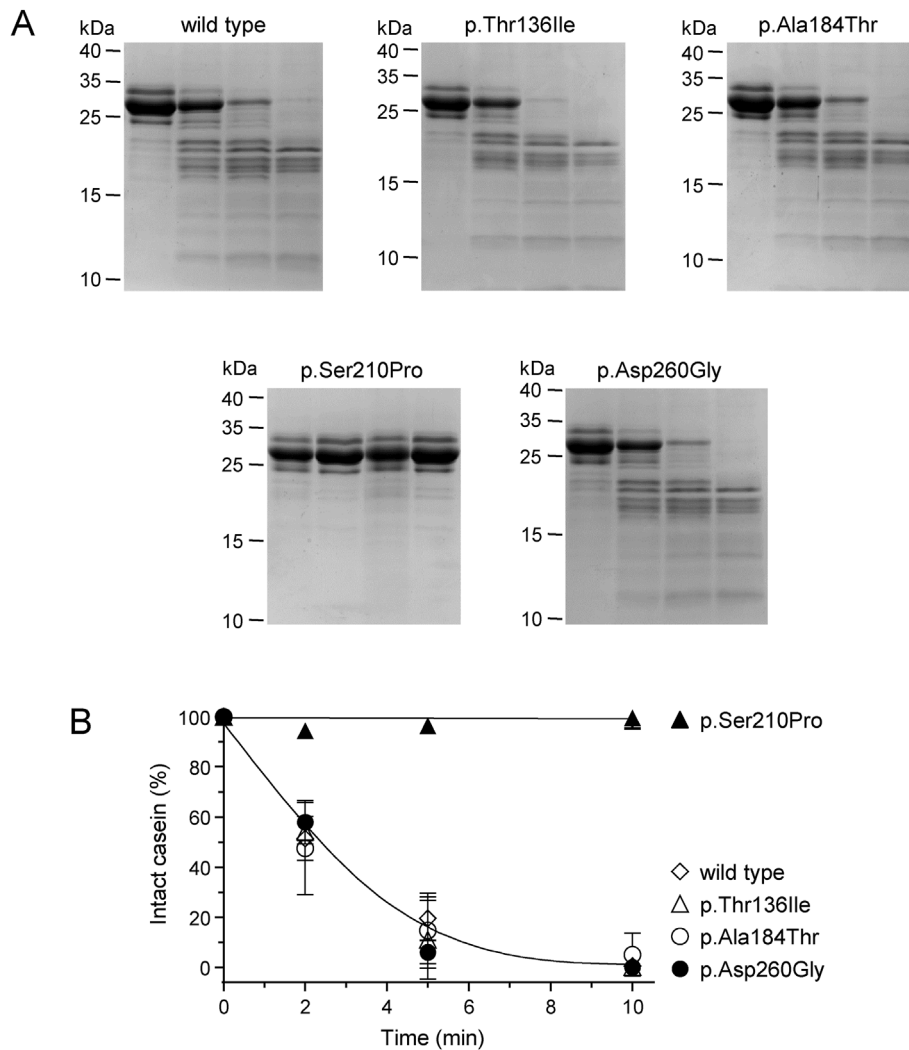 A
kDa wild type
40
35
25
15
10
kDa p.Thr136Ile
40
35
25
15
10
kDa p.Ala184Thr
40
35
25
15
10
kDa p.Ser210Pro
40
35
25
15
10
kDa p.Asp260Gly
40
35
25
15
10
B
Intact casein (%)
100
80
60
40
20
0
0 2 4 6 8 10
Time (min)
p.Ser210Pro
wild type
p.Thr136Ile
p.Ala184Thr
p.Asp260Gly